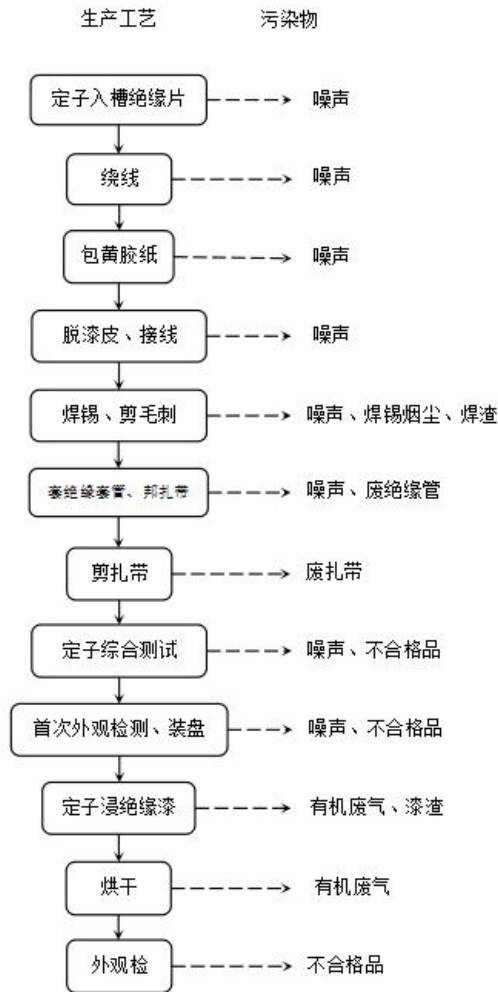 生产工艺 污染物
定子入槽绝缘片 噪声
绕线 噪声
包黄胶纸 噪声
脱漆皮、接线 噪声
焊锡、剪毛刺 噪声、焊锡烟尘、焊渣
套绝缘套管、邦扎带 噪声、废绝缘管
剪扎带 废扎带
定子综合测试 噪声、不合格品
首次外观检测、装盘 噪声、不合格品
定子浸绝缘漆 有机废气、漆渣
烘干 有机废气
外观检 不合格品